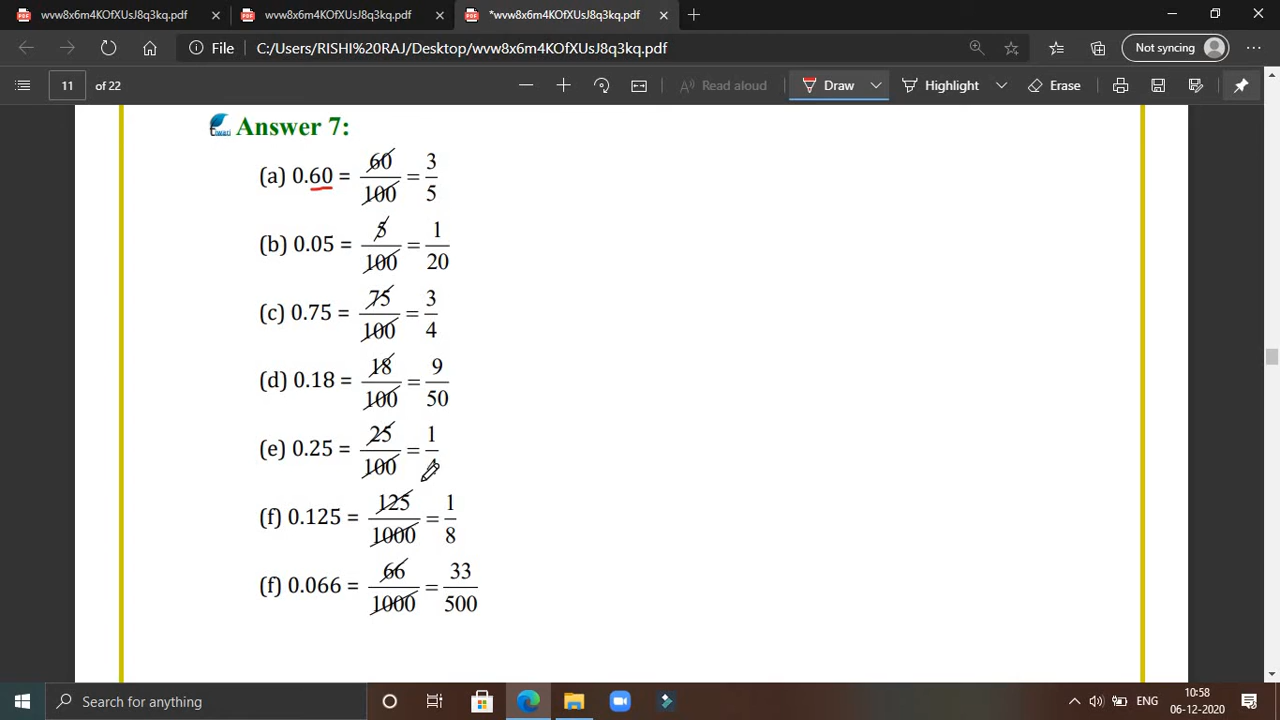 wvw8x6m4KOfXUsJ8q3kq.pdf
wvw8x6m4KOfXUsJ8q3kq.pdf
*wvw8x6m4KOfXUsJ8q3kq.pdf
File C:/Users/RISHI%20RAJ/Desktop/wvw8x6m4KOfXUsJ8q3kq.pdf Not syncing
11 of 22 Read aloud Draw Highlight Erase
Answer 7:
(a) 0.60 = 60/100 = 3/5
(b) 0.05 = 5/100 = 1/20
(c) 0.75 = 75/100 = 3/4
(d) 0.18 = 18/100 = 9/50
(e) 0.25 = 25/100 = 1/4
(f) 0.125 = 125/1000 = 1/8
(f) 0.066 = 66/1000 = 33/500
Search for anything
ENG
10:58
06-12-2020